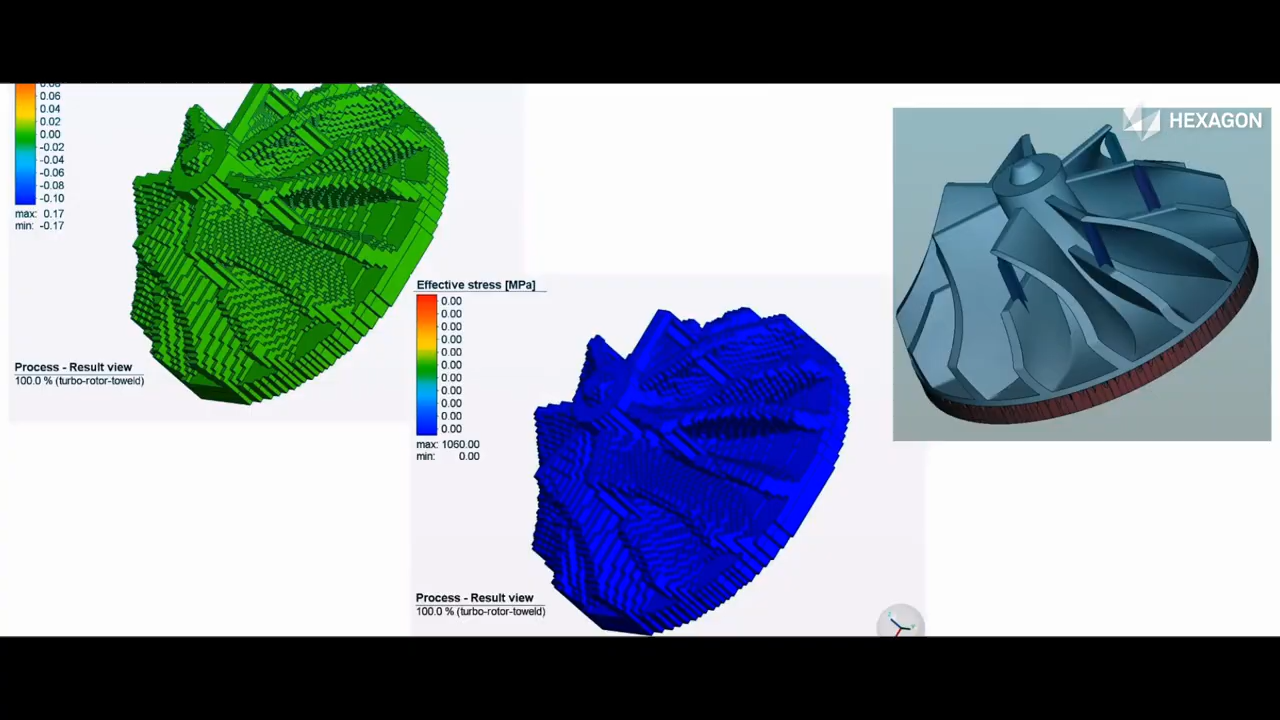 0.08
0.06
0.04
0.02
0.00
-0.02
-0.04
-0.06
-0.08
-0.10
max: 0.17
min: -0.17
Process - Result view
100.0 % (turbo-rotor-toweld)
Effective stress [MPa]
0.00
0.00
0.00
0.00
0.00
0.00
0.00
0.00
0.00
0.00
0.00
max: 1060.00
min: 0.00
Process - Result view
100.0 % (turbo-rotor-toweld)
HEXAGON